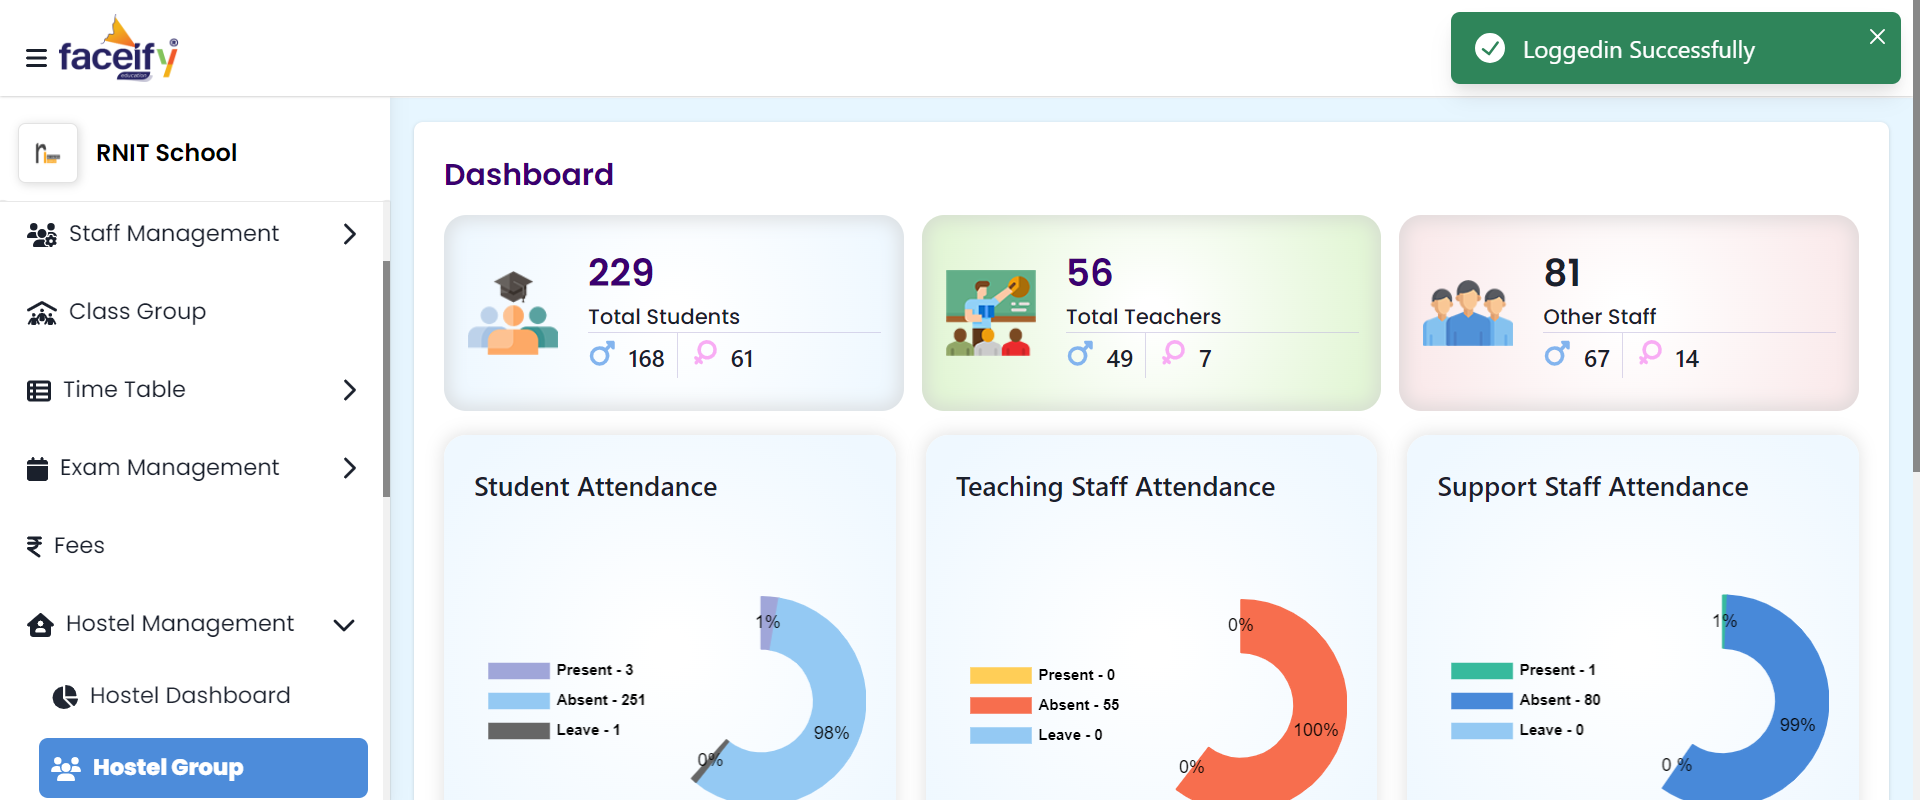 faceify
education
Loggedin Successfully
RNIT School
Staff Management
Class Group
Time Table
Exam Management
Fees
Hostel Management
Hostel Dashboard
Hostel Group
Dashboard
229
Total Students
168
61
56
Total Teachers
49
7
81
Other Staff
67
14
Student Attendance
Present - 3
Absent - 251
Leave - 1
1%
98%
0%
Teaching Staff Attendance
Present - 0
Absent - 55
Leave - 0
0%
100%
0%
Support Staff Attendance
Present - 1
Absent - 80
Leave - 0
1%
99%
0 %